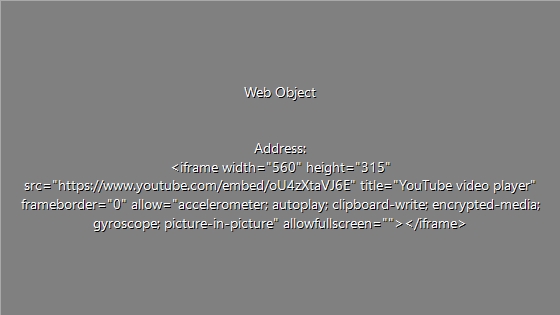 Web Object
Address:
<iframe width="560" height="315"
src="https://www.youtube.com/embed/oU4zXtaVJ6E" title="YouTube video player"
frameborder="0" allow="accelerometer; autoplay; clipboard-write; encrypted-media;
gyroscope; picture-in-picture" allowfullscreen=""></iframe>